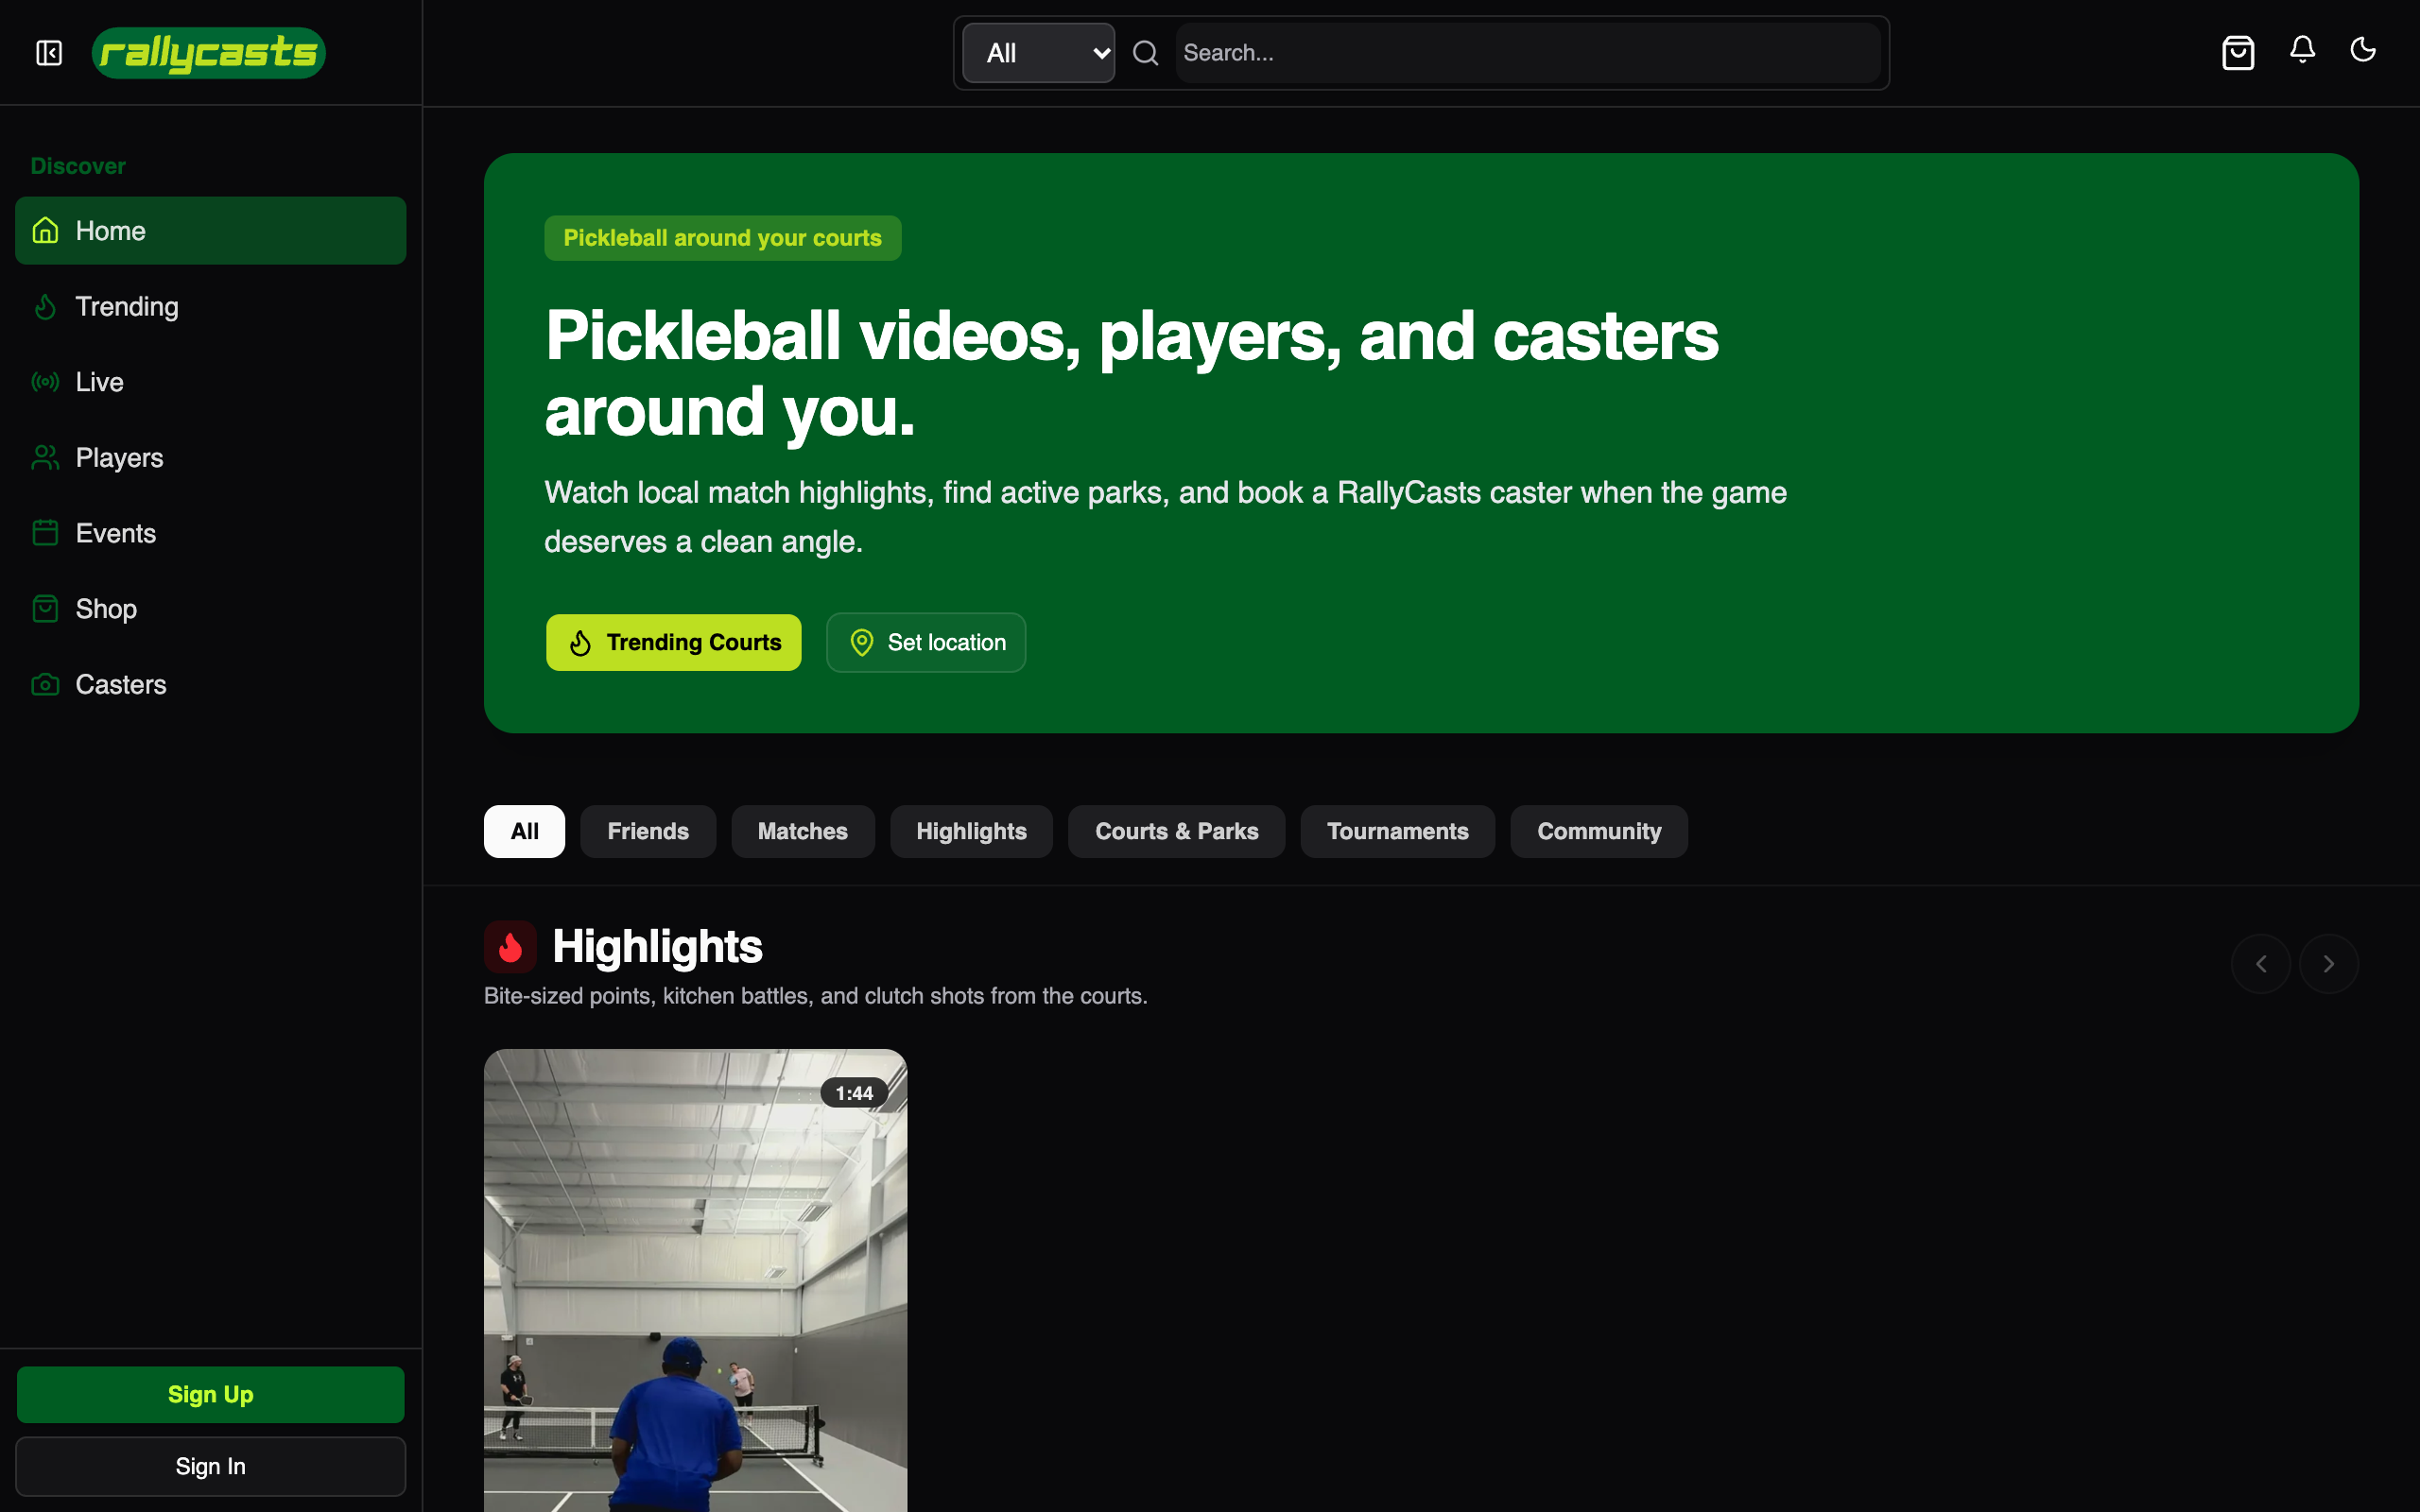 rallycasts
All
Search...
Discover
Home
Trending
Live
Players
Events
Shop
Casters
Sign Up
Sign In
Pickleball around your courts
Pickleball videos, players, and casters
around you.
Watch local match highlights, find active parks, and book a RallyCasts caster when the game
deserves a clean angle.
Trending Courts
Set location
All
Friends
Matches
Highlights
Courts & Parks
Tournaments
Community
Highlights
Bite-sized points, kitchen battles, and clutch shots from the courts.
1:44